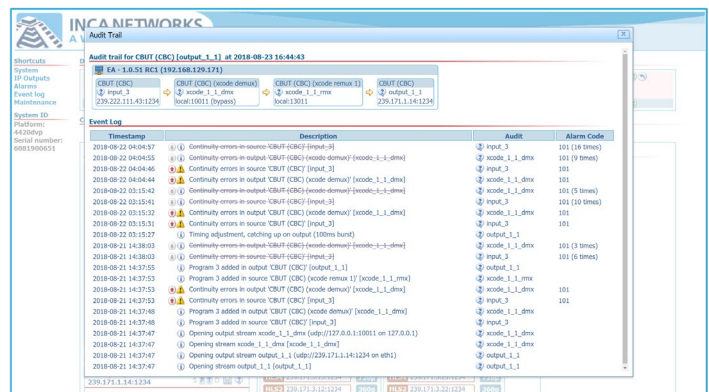 INCA NETWORKS
Audit Trail
Shortcuts
System
IP Outputs
Alarms
Event log
Maintenance
System ID
Platform:
4420dvp
Serial number:
6081900651
Audit trail for CBUT (CBC) [output_1_1] at 2018-08-23 16:44:43
EA - 1.0.51 RC1 (192.168.129.171)
CBUT (CBC) CBUT (CBC) (xcode demux) CBUT (CBC) (xcode remux 1) CBUT (CBC)
input_3 xcode_1_1_dmx xcode_1_1_rmx output_1_1
239.222.111.43:1234 local:10011 (bypass) local:13011 239.171.1.14:1234
Event Log
Timestamp Description Audit Alarm Code
2018-08-22 04:04:57 Continuity errors in source 'CBUT (CBC)' [input_3] input_3 101 (16 times)
2018-08-22 04:04:55 Continuity errors in output 'CBUT (CBC) (xcode demux)' [xcode_1_1_dmx] xcode_1_1_dmx 101 (9 times)
2018-08-22 04:04:46 Continuity errors in source 'CBUT (CBC)' [input_3] input_3 101
2018-08-22 04:04:44 Continuity errors in output 'CBUT (CBC) (xcode demux)' [xcode_1_1_dmx] xcode_1_1_dmx 101
2018-08-22 03:15:42 Continuity errors in output 'CBUT (CBC) (xcode demux)' [xcode_1_1_dmx] xcode_1_1_dmx 101 (5 times)
2018-08-22 03:15:41 Continuity errors in source 'CBUT (CBC)' [input_3] input_3 101 (10 times)
2018-08-22 03:15:32 Continuity errors in output 'CBUT (CBC) (xcode demux)' [xcode_1_1_dmx] xcode_1_1_dmx 101
2018-08-22 03:15:31 Continuity errors in source 'CBUT (CBC)' [input_3] input_3 101
2018-08-22 03:15:27 Timing adjustment, catching up on output (100ms burst) output_1_1
2018-08-21 14:38:03 Continuity errors in output 'CBUT (CBC) (xcode demux)' [xcode_1_1_dmx] xcode_1_1_dmx 101 (3 times)
2018-08-21 14:38:03 Continuity errors in source 'CBUT (CBC)' [input_3] input_3 101 (6 times)
2018-08-21 14:37:55 Program 3 added in output 'CBUT (CBC)' [output_1_1] output_1_1
2018-08-21 14:37:53 Program 3 added in source 'CBUT (CBC) (xcode remux 1)' [xcode_1_1_rmx] xcode_1_1_rmx
2018-08-21 14:37:53 Continuity errors in output 'CBUT (CBC) (xcode demux)' [xcode_1_1_dmx] xcode_1_1_dmx 101
2018-08-21 14:37:53 Continuity errors in source 'CBUT (CBC)' [input_3] input_3 101
2018-08-21 14:37:48 Program 3 added in output 'CBUT (CBC) (xcode demux)' [xcode_1_1_dmx] xcode_1_1_dmx
2018-08-21 14:37:48 Program 3 added in source 'CBUT (CBC)' [input_3] input_3
2018-08-21 14:37:47 Opening output stream xcode_1_1_dmx (udp://127.0.0.1:10011 on 127.0.0.1) xcode_1_1_dmx
2018-08-21 14:37:47 Opening stream xcode_1_1_dmx [xcode_1_1_dmx] xcode_1_1_dmx
2018-08-21 14:37:47 Opening output stream output_1_1 (udp://239.171.1.14:1234 on eth1) output_1_1
2018-08-21 14:37:47 Opening stream output_1_1 [output_1_1] output_1_1
239.171.1.14:1234
HLS2 239.171.3.12:1234 360p HLS2 239.171.3.22:1234 360p